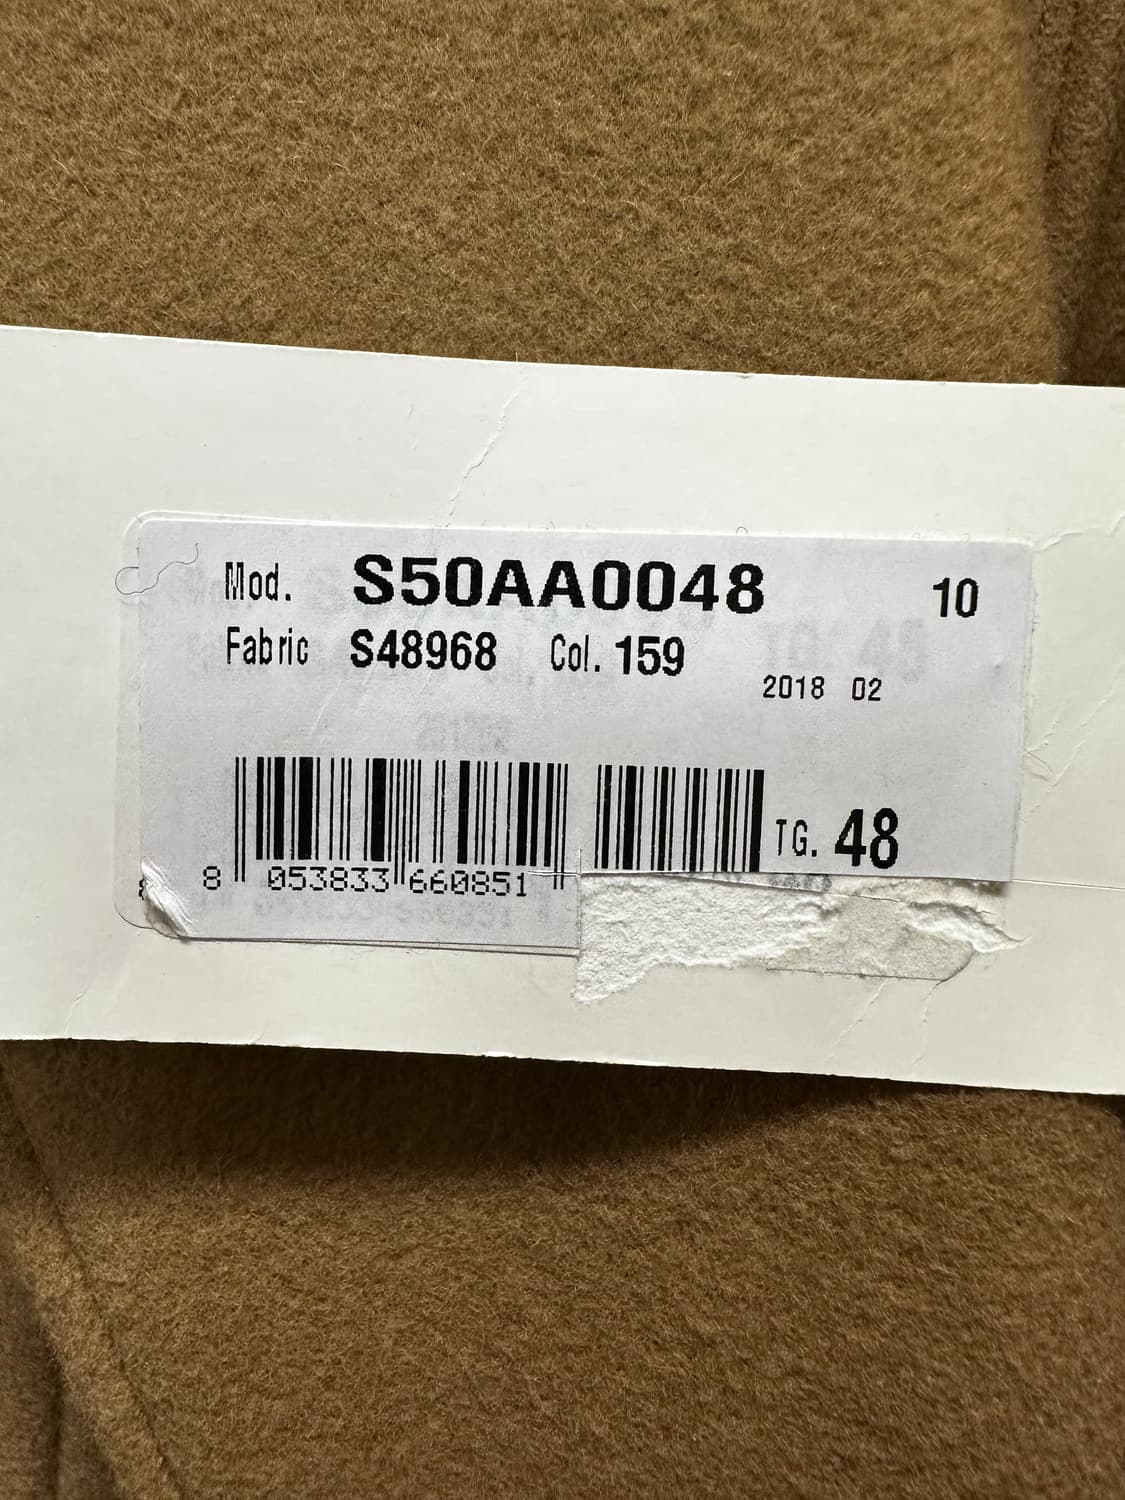 Mod. S50AA0048 10
Fabric S48968 Col. 159
2018 02
TG. 48
8 053833 660851